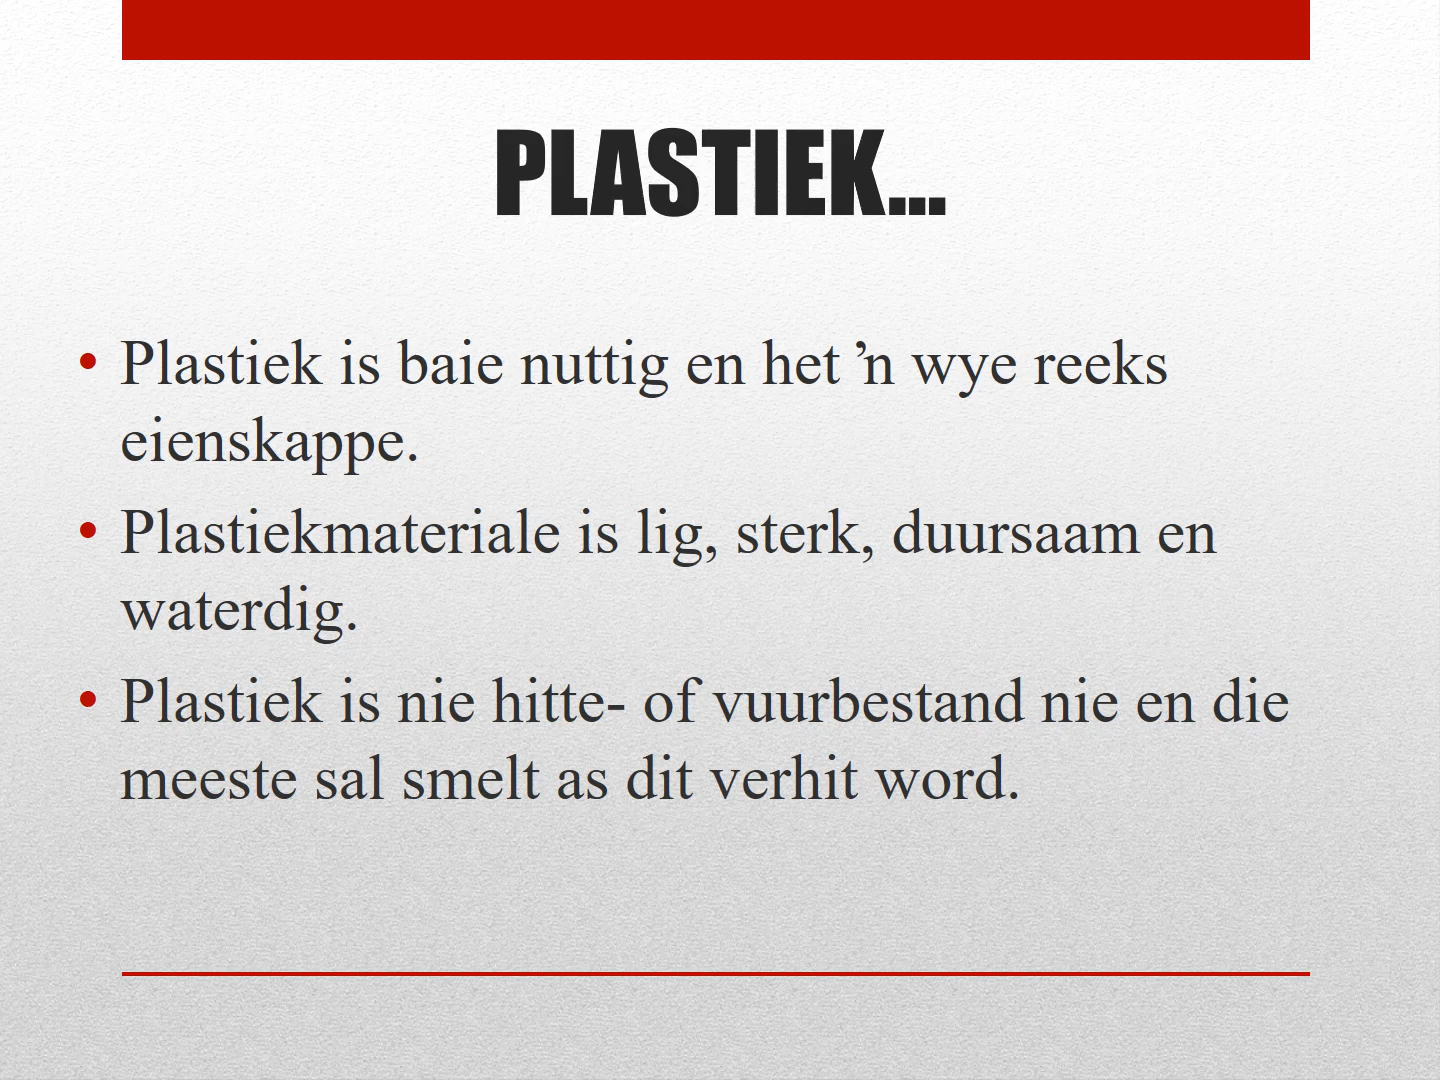 PLASTIEK...
• Plastiek is baie nuttig en het ’n wye reeks
eienskappe.
• Plastiekmateriale is lig, sterk, duursaam en
waterdig.
• Plastiek is nie hitte- of vuurbestand nie en die
meeste sal smelt as dit verhit word.